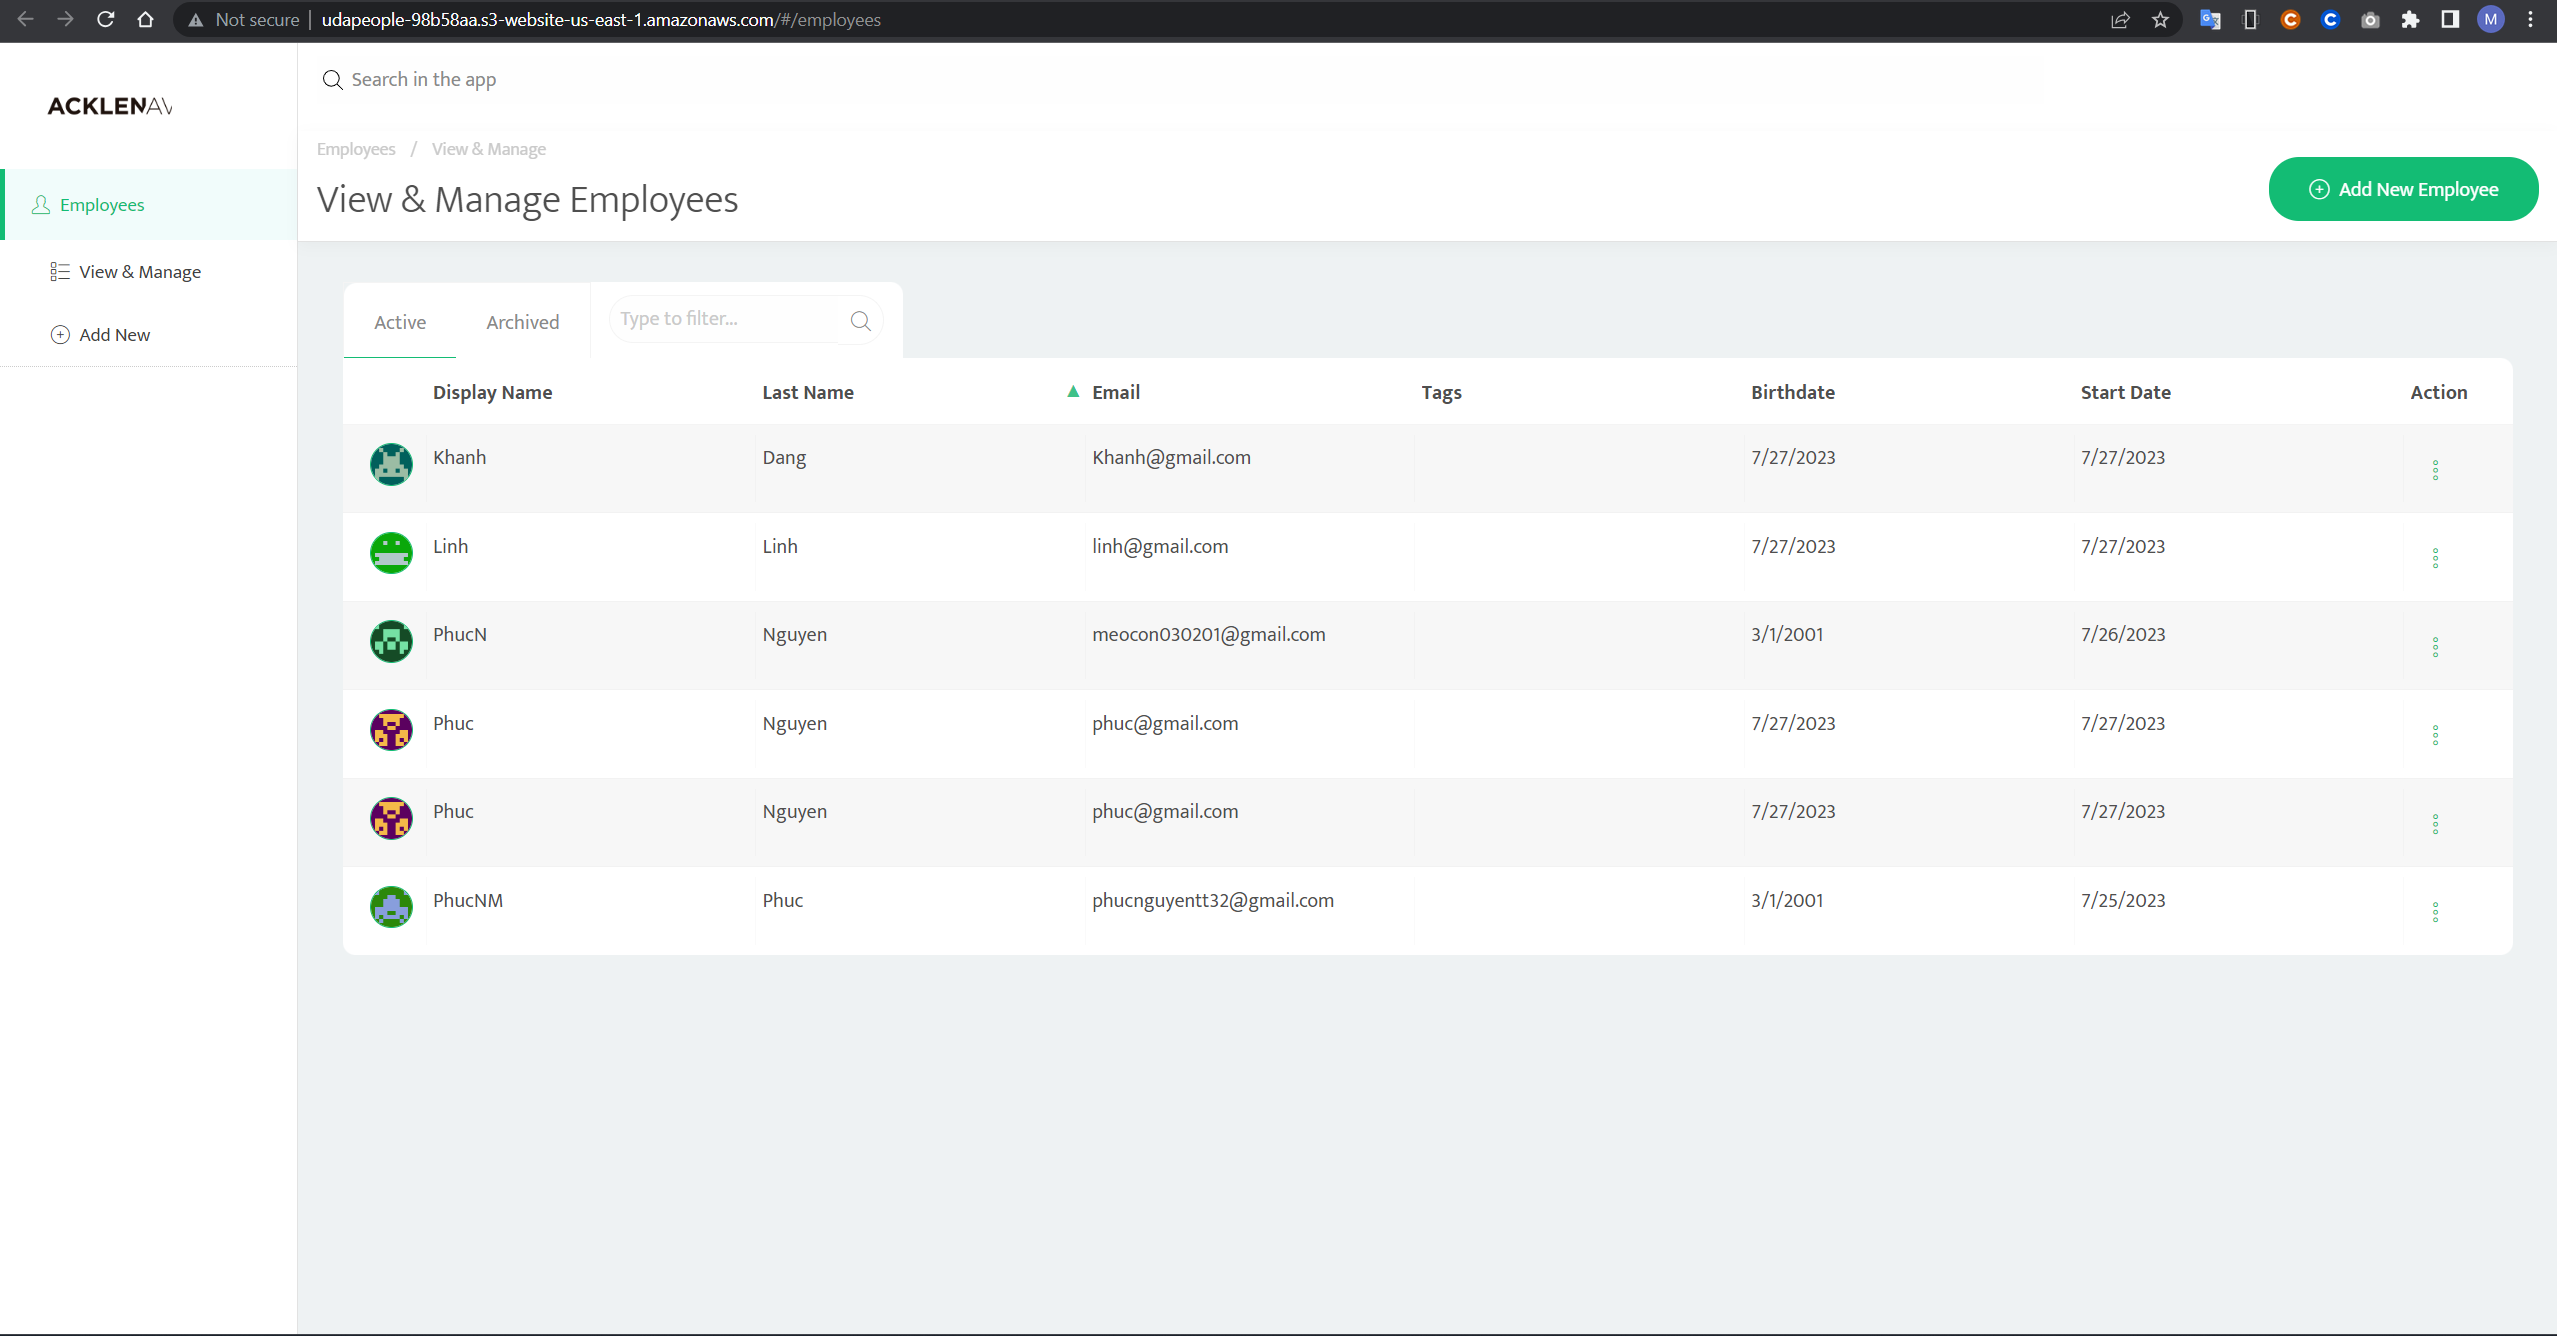 Not secure | udapeople-98b58aa.s3-website-us-east-1.amazonaws.com/#/employees
M
Search in the app
ACKLENAV
Employees / View & Manage
View & Manage Employees
Add New Employee
Employees
View & Manage
Add New
Active Archived Type to filter...
Display Name Last Name ▲ Email Tags Birthdate Start Date Action
Khanh Dang Khanh@gmail.com 7/27/2023 7/27/2023
Linh Linh linh@gmail.com 7/27/2023 7/27/2023
PhucN Nguyen meocon030201@gmail.com 3/1/2001 7/26/2023
Phuc Nguyen phuc@gmail.com 7/27/2023 7/27/2023
Phuc Nguyen phuc@gmail.com 7/27/2023 7/27/2023
PhucNM Phuc phucnguyentt32@gmail.com 3/1/2001 7/25/2023